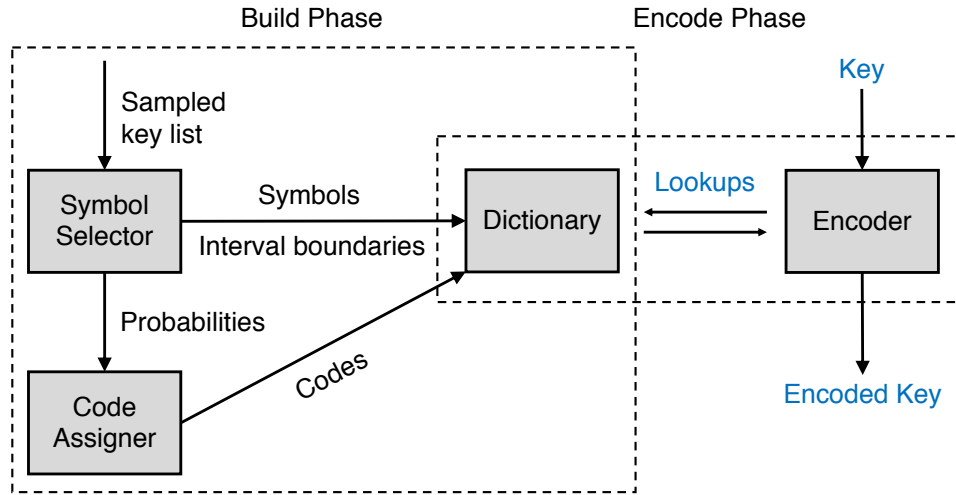 Build Phase
Encode Phase
Key
Sampled
key list
Symbol
Selector
Symbols
Interval boundaries
Dictionary
Lookups
Encoder
Probabilities
Codes
Code
Assigner
Encoded Key